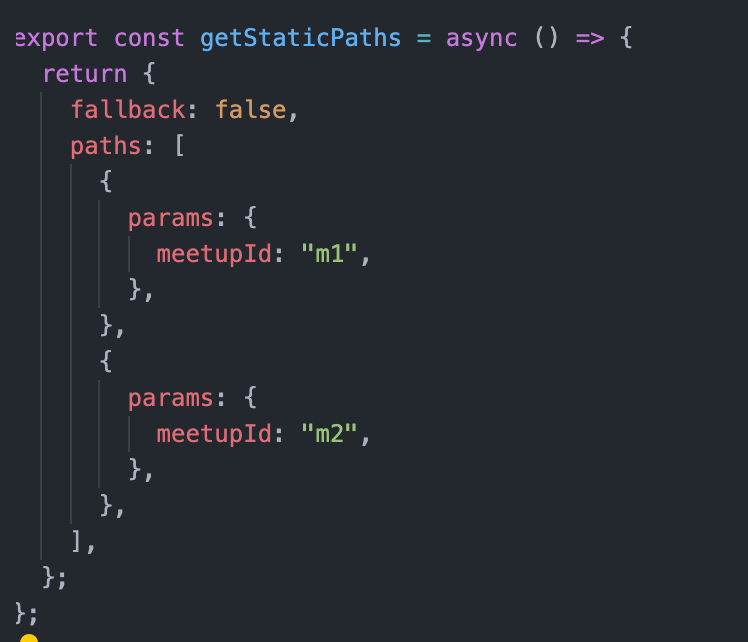 export const getStaticPaths = async () => {
  return {
    fallback: false,
    paths: [
      {
        params: {
          meetupId: "m1",
        },
      },
      {
        params: {
          meetupId: "m2",
        },
      },
    ],
  };
};